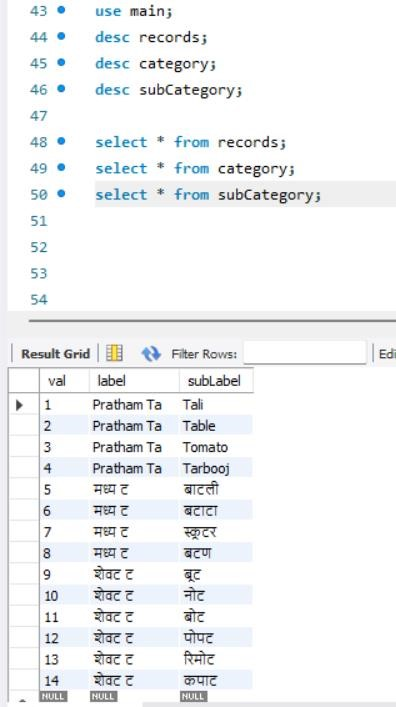 43 use main;
44 desc records;
45 desc category;
46 desc subCategory;
47
48 select * from records;
49 select * from category;
50 select * from subCategory;
51
52
53
54
Result Grid Filter Rows: Edi
val label subLabel
1 Pratham Ta Tali
2 Pratham Ta Table
3 Pratham Ta Tomato
4 Pratham Ta Tarbooj
5 मध्य ट बाटली
6 मध्य ट बटाटा
7 मध्य ट स्कूटर
8 मध्य ट बटण
9 शेवट ट बूट
10 शेवट ट नोट
11 शेवट ट बोट
12 शेवट ट पोपट
13 शेवट ट रिमोट
14 शेवट ट कपाट
NULL NULL NULL